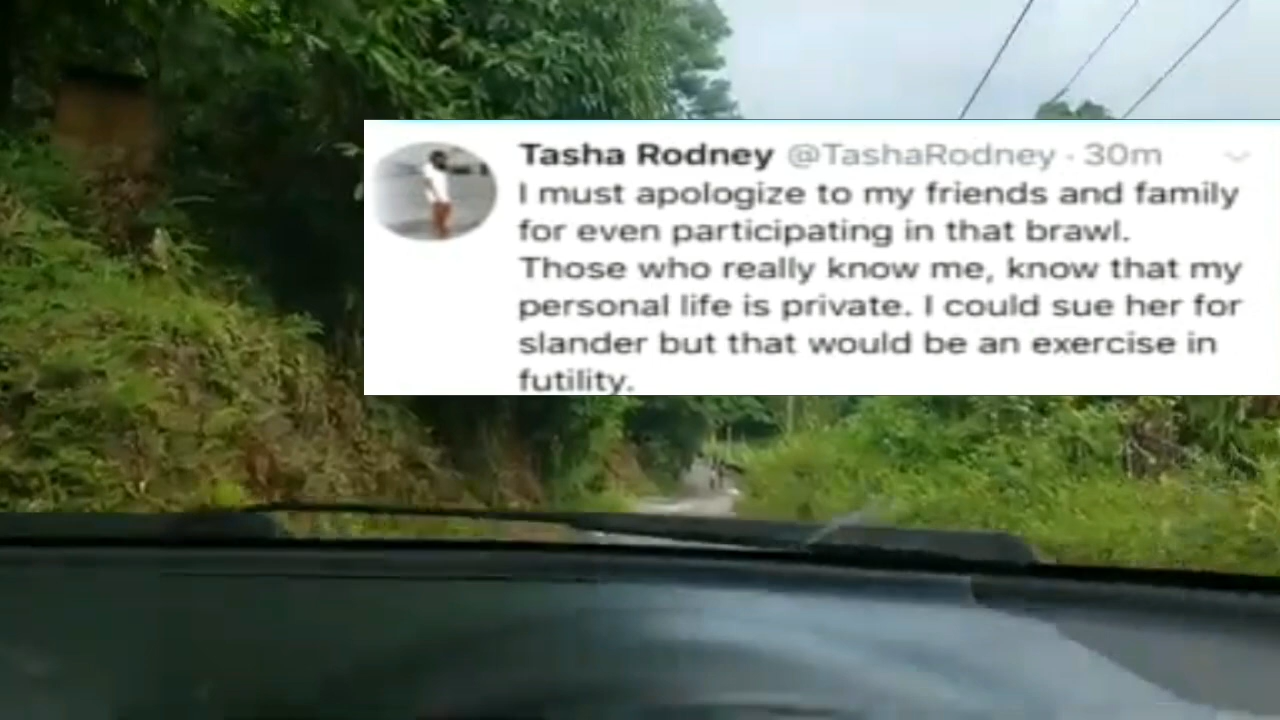 Tasha Rodney @TashaRodney · 30m
I must apologize to my friends and family
for even participating in that brawl.
Those who really know me, know that my
personal life is private. I could sue her for
slander but that would be an exercise in
futility.